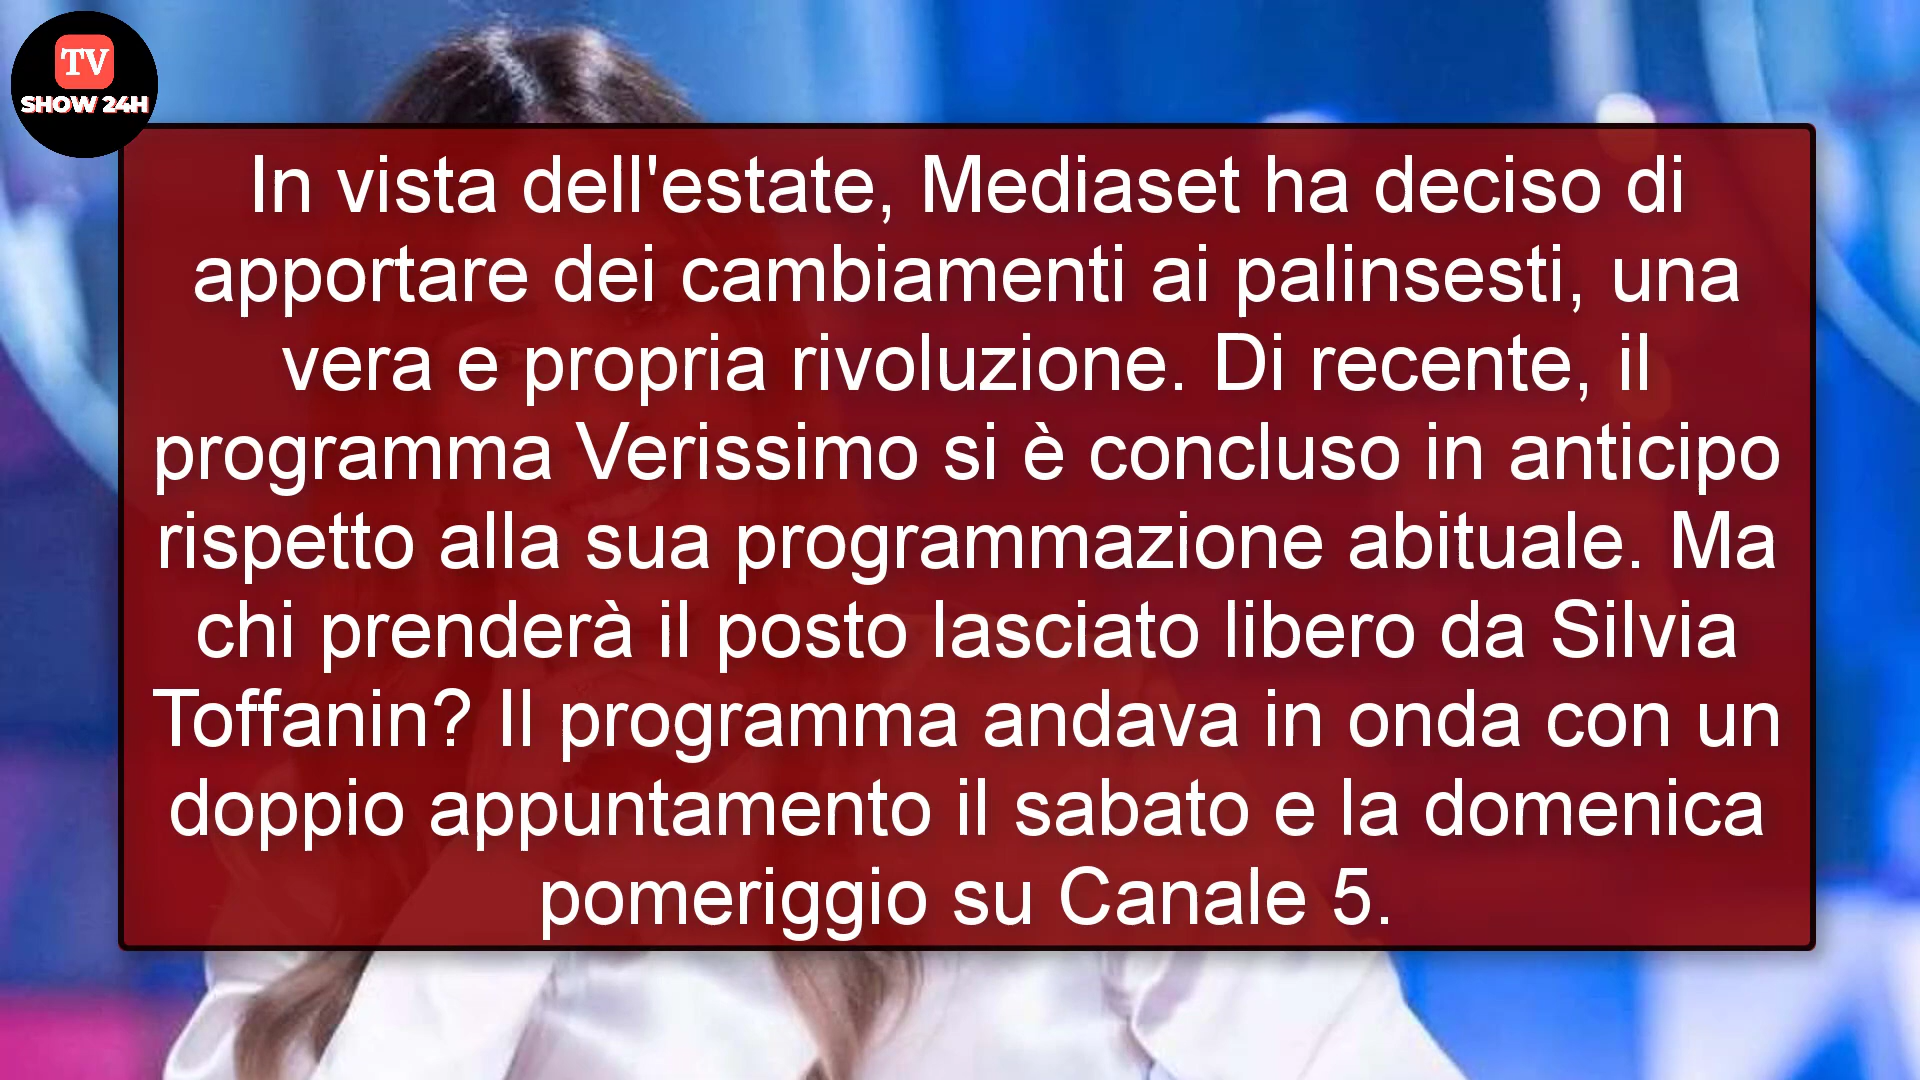 TV
SHOW 24H
In vista dell'estate, Mediaset ha deciso di
apportare dei cambiamenti ai palinsesti, una
vera e propria rivoluzione. Di recente, il
programma Verissimo si è concluso in anticipo
rispetto alla sua programmazione abituale. Ma
chi prenderà il posto lasciato libero da Silvia
Toffanin? Il programma andava in onda con un
doppio appuntamento il sabato e la domenica
pomeriggio su Canale 5.